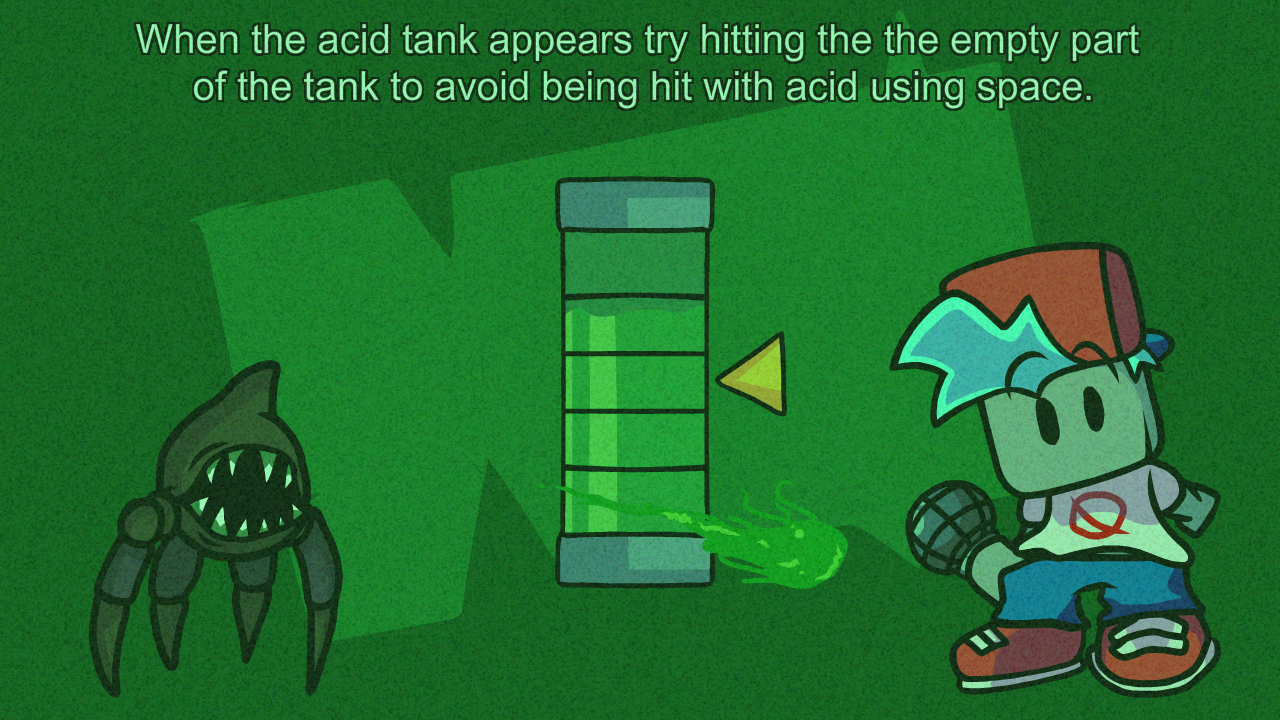 When the acid tank appears try hitting the the empty part
of the tank to avoid being hit with acid using space.